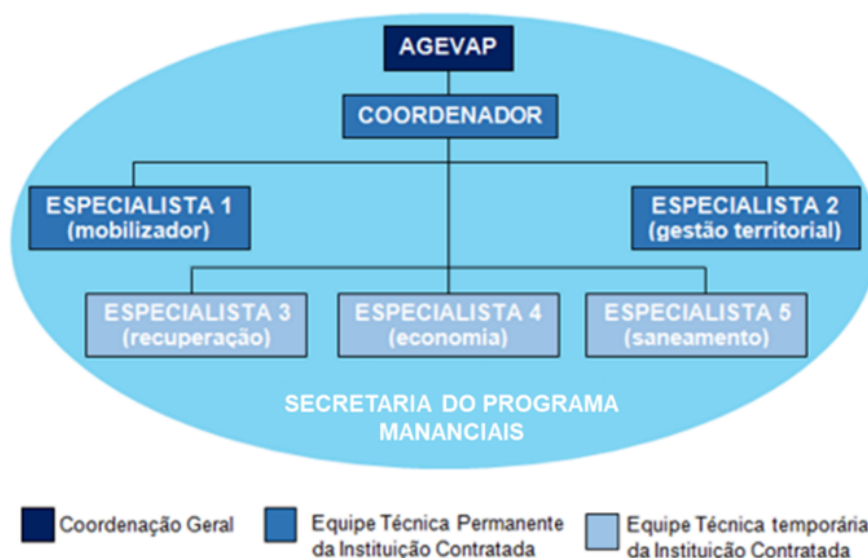 AGEVAP
COORDENADOR
ESPECIALISTA 1
(mobilizador)
ESPECIALISTA 2
(gestão territorial)
ESPECIALISTA 3
(recuperação)
ESPECIALISTA 4
(economia)
ESPECIALISTA 5
(saneamento)
SECRETARIA DO PROGRAMA
MANANCIAIS
Coordenação Geral
Equipe Técnica Permanente
da Instituição Contratada
Equipe Técnica temporária
da Instituição Contratada